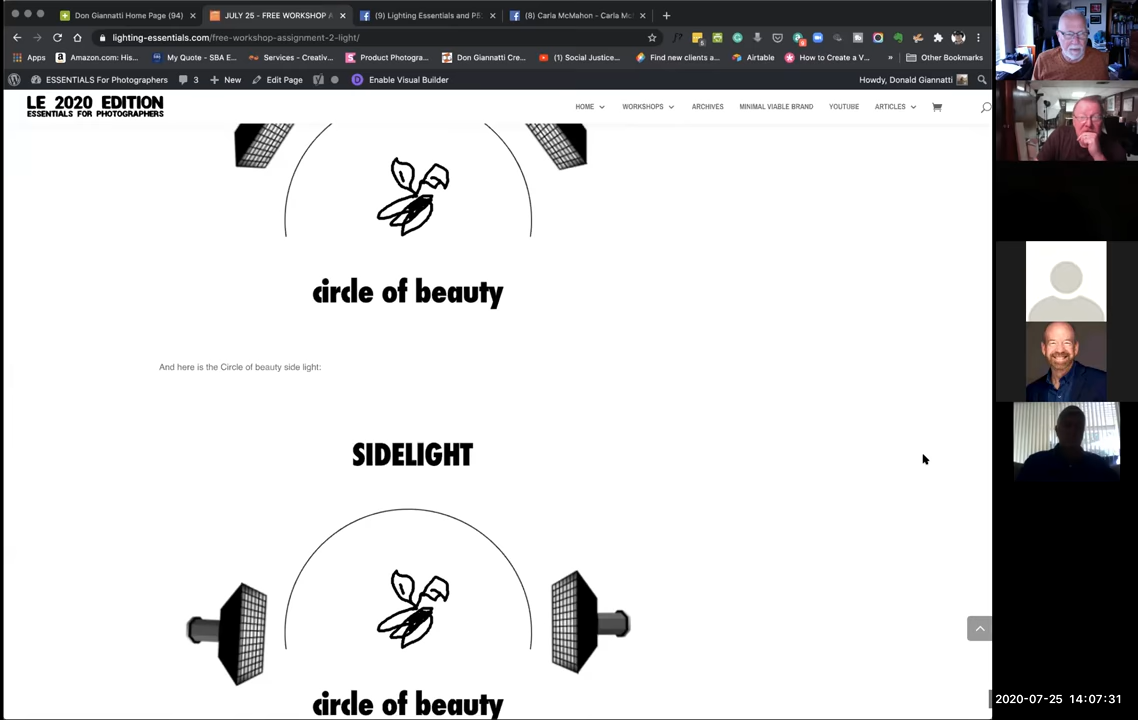 Don Giannatti Home Page (94)
JULY 25 - FREE WORKSHOP A
(9) Lighting Essentials and PS
(8) Carla McMahon - Carla Mc
lighting-essentials.com/free-workshop-assignment-2-light/
Apps
Amazon.com: His...
My Quote - SBA E...
Services - Creativ...
Product Photogra...
Don Giannatti Cre...
(1) Social Justice...
Find new clients a...
Airtable
How to Create a V...
Other Bookmarks
ESSENTIALS For Photographers
3
New
Edit Page
Enable Visual Builder
Howdy, Donald Giannatti
LE 2020 EDITION
ESSENTIALS FOR PHOTOGRAPHERS
HOME
WORKSHOPS
ARCHIVES
MINIMAL VIABLE BRAND
YOUTUBE
ARTICLES
circle of beauty
And here is the Circle of beauty side light:
SIDELIGHT
circle of beauty
2020-07-25 14:07:31